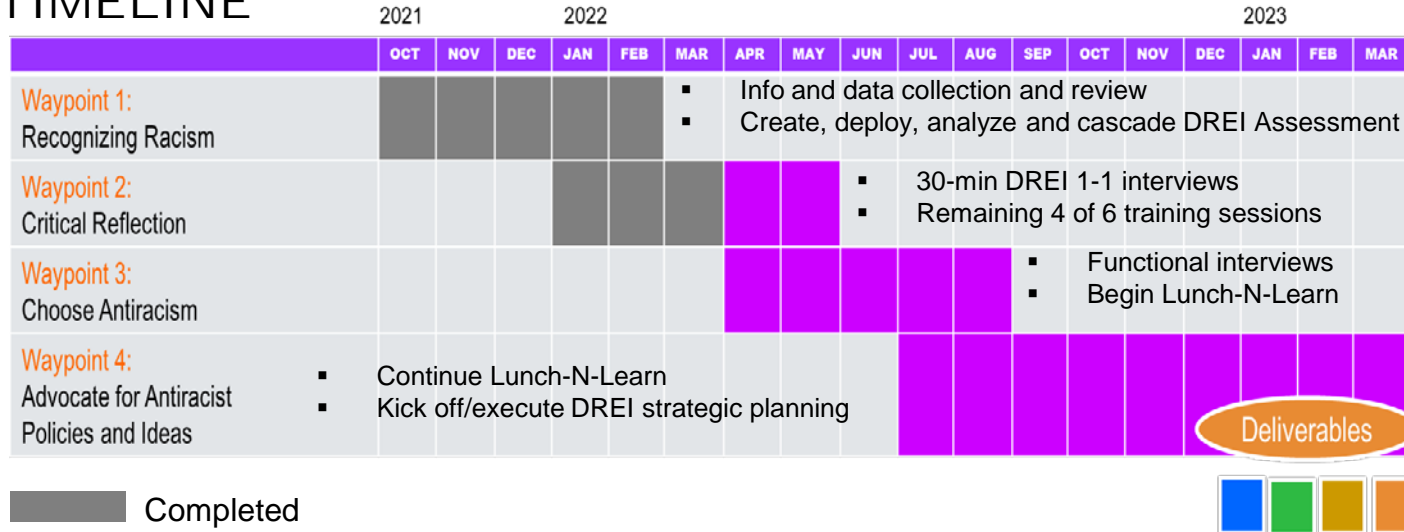 TIMELINE
2021 2022 2023
OCT NOV DEC JAN FEB MAR APR MAY JUN JUL AUG SEP OCT NOV DEC JAN FEB MAR
Waypoint 1:
Recognizing Racism
▪ Info and data collection and review
▪ Create, deploy, analyze and cascade DREI Assessment
Waypoint 2:
Critical Reflection
▪ 30-min DREI 1-1 interviews
▪ Remaining 4 of 6 training sessions
Waypoint 3:
Choose Antiracism
▪ Functional interviews
▪ Begin Lunch-N-Learn
Waypoint 4:
Advocate for Antiracist
Policies and Ideas
▪ Continue Lunch-N-Learn
▪ Kick off/execute DREI strategic planning
Deliverables
Completed